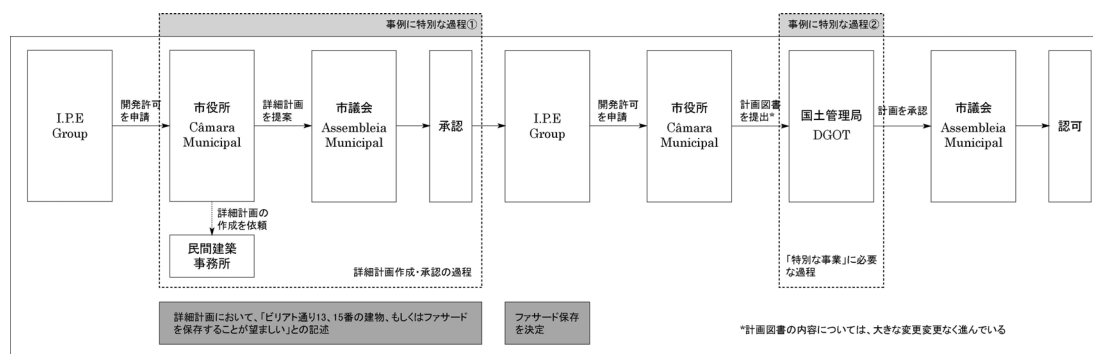 事例に特別な過程①
事例に特別な過程②
I.P.E
Group
開発許可
を申請
市役所
Câmara
Municipal
詳細計画
を提案
市議会
Assembleia
Municipal
承認
I.P.E
Group
開発許可
を申請
市役所
Câmara
Municipal
計画図書
を提出*
国土管理局
DGOT
計画を承認
市議会
Assembleia
Municipal
認可
詳細計画の
作成を依頼
民間建築
事務所
詳細計画作成・承認の過程
「特別な事業」に必要
な過程
詳細計画において、「ビリアト通り13、15番の建物、もしくはファサード
を保存することが望ましい」との記述
ファサード保存
を決定
*計画図書の内容については、大きな変更変更なく進んでいる